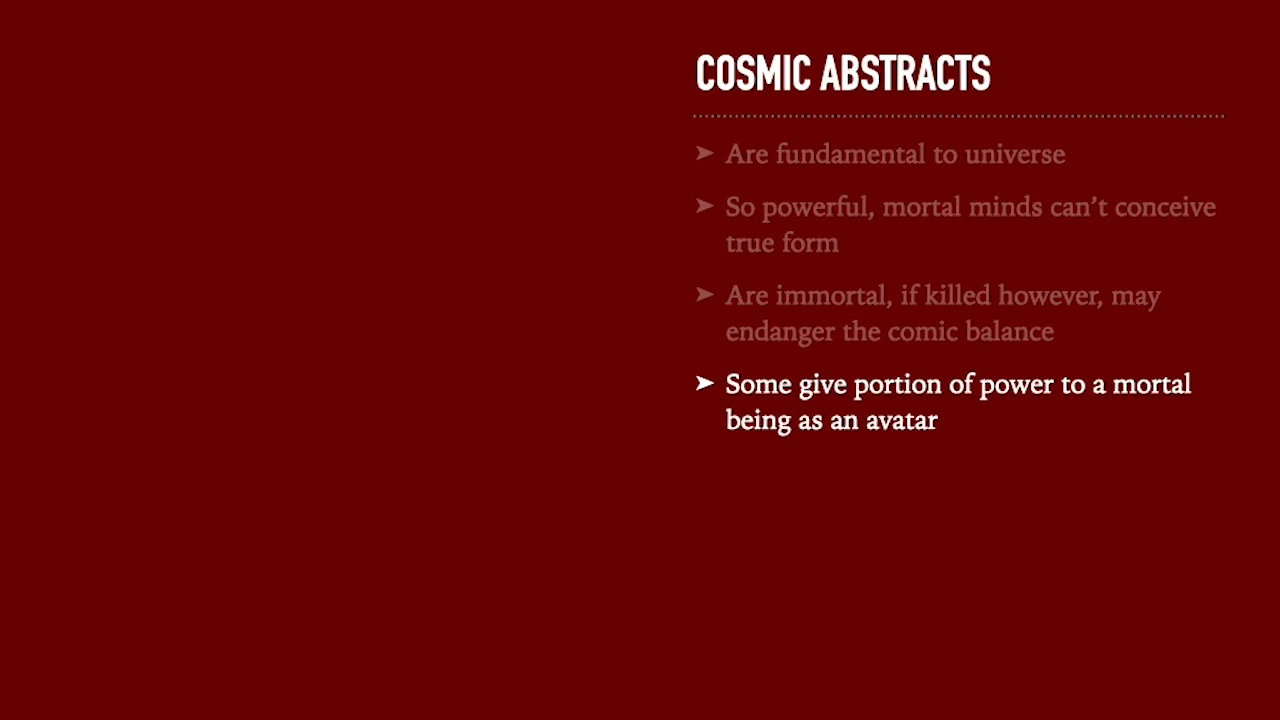 COSMIC ABSTRACTS
➤ Are fundamental to universe
➤ So powerful, mortal minds can’t conceive
true form
➤ Are immortal, if killed however, may
endanger the comic balance
➤ Some give portion of power to a mortal
being as an avatar